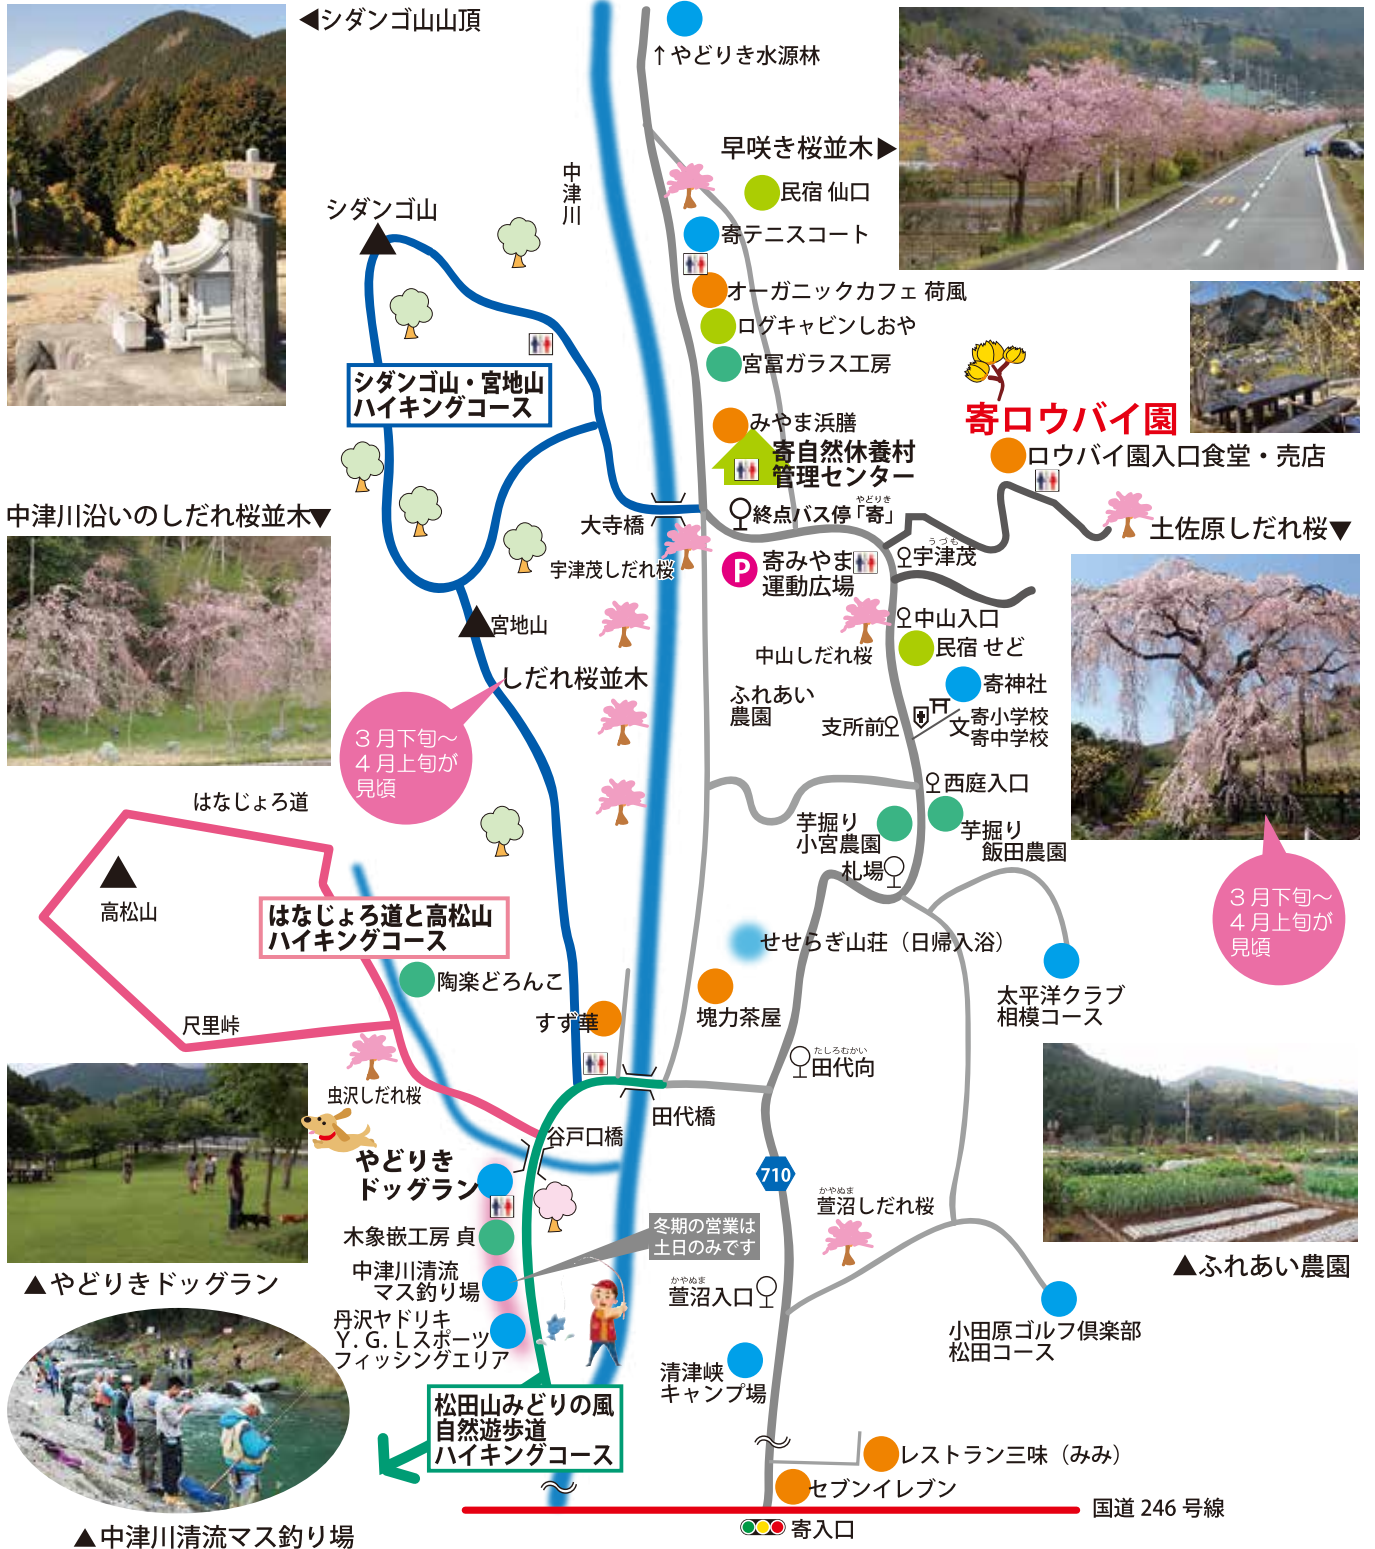 ◀シダンゴ山山頂
↑やどりき水源林
早咲き桜並木▶
中津川
民宿 仙口
シダンゴ山
寄テニスコート
オーガニックカフェ 荷風
ログキャビンしおや
宮冨ガラス工房
シダンゴ山・宮地山
ハイキングコース
みやま浜膳
寄自然休養村
管理センター
寄ロウバイ園
ロウバイ園入口食堂・売店
中津川沿いのしだれ桜並木▼
大寺橋
やどりき
終点バス停「寄」
土佐原しだれ桜▼
宇津茂しだれ桜
P
寄みやま
運動広場
うづも
宇津茂
宮地山
中山入口
中山しだれ桜
民宿 せど
しだれ桜並木
寄神社
ふれあい
農園
支所前
文
寄小学校
寄中学校
3月下旬〜
4月上旬が
見頃
西庭入口
はなじょろ道
芋掘り
小宮農園
芋掘り
飯田農園
札場
高松山
はなじょろ道と高松山
ハイキングコース
3月下旬〜
4月上旬が
見頃
せせらぎ山荘（日帰入浴）
陶楽どろんこ
太平洋クラブ
相模コース
尺里峠
すず華
塊力茶屋
たしろむかい
田代向
虫沢しだれ桜
田代橋
谷戸口橋
やどりき
ドッグラン
710
かやぬま
萱沼しだれ桜
木象嵌工房 貞
冬期の営業は
土日のみです
▲やどりきドッグラン
中津川清流
マス釣り場
かやぬま
萱沼入口
▲ふれあい農園
丹沢ヤドリキ
Y.G.Lスポーツ
フィッシングエリア
小田原ゴルフ倶楽部
松田コース
清津峡
キャンプ場
松田山みどりの風
自然遊歩道
ハイキングコース
レストラン三味（みみ）
セブンイレブン
国道 246 号線
▲中津川清流マス釣り場
寄入口